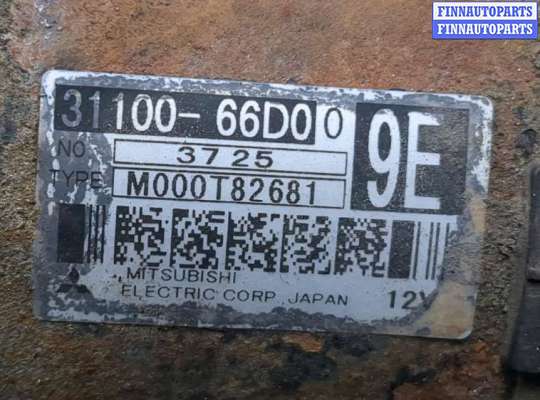 FINNAUTOPARTS
FINNAUTOPARTS
31100-66D00
9E
NO 3725
TYPE M000T82681
MITSUBISHI
ELECTRIC CORP. JAPAN 12V